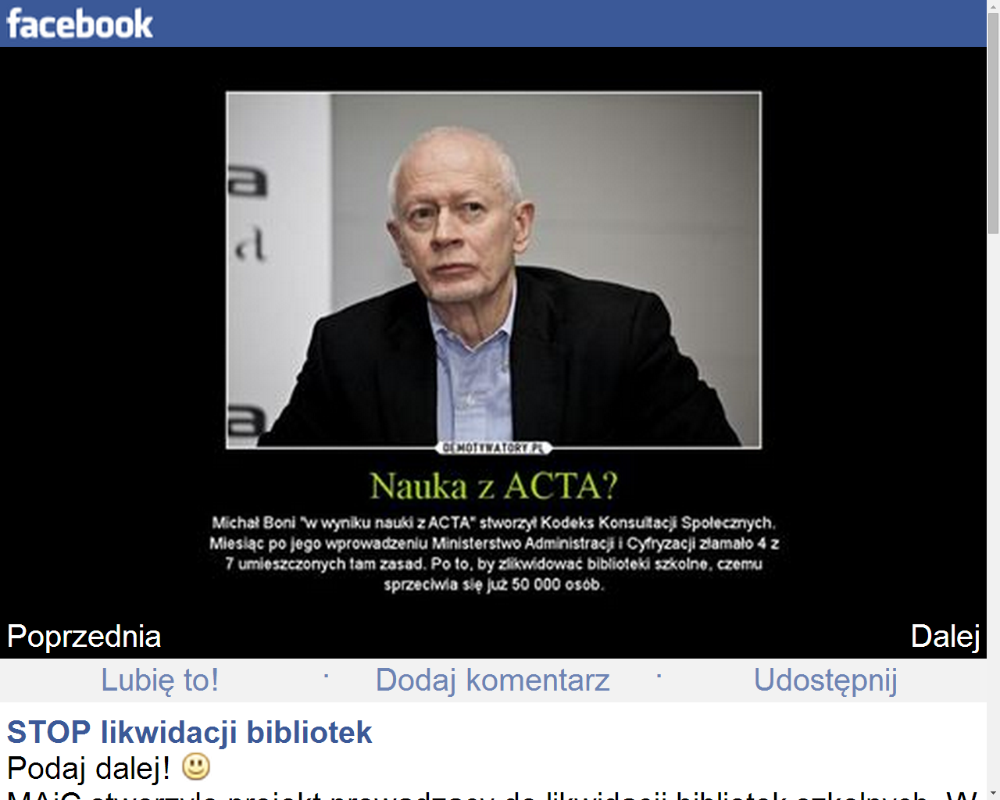 facebook
a
a
a
DEMOTYWATORY.PL
Nauka z ACTA?
Michał Boni "w wyniku nauki z ACTA" stworzył Kodeks Konsultacji Społecznych.
Miesiąc po jego wprowadzeniu Ministerstwo Administracji i Cyfryzacji złamało 4 z
7 umieszczonych tam zasad. Po to, by zlikwidować biblioteki szkolne, czemu
sprzeciwia się już 50 000 osób.
Poprzednia Dalej
Lubię to! · Dodaj komentarz · Udostępnij
STOP likwidacji bibliotek
Podaj dalej!
MAiC stworzyło projekt prowadzący do likwidacji bibliotek szkolnych. W